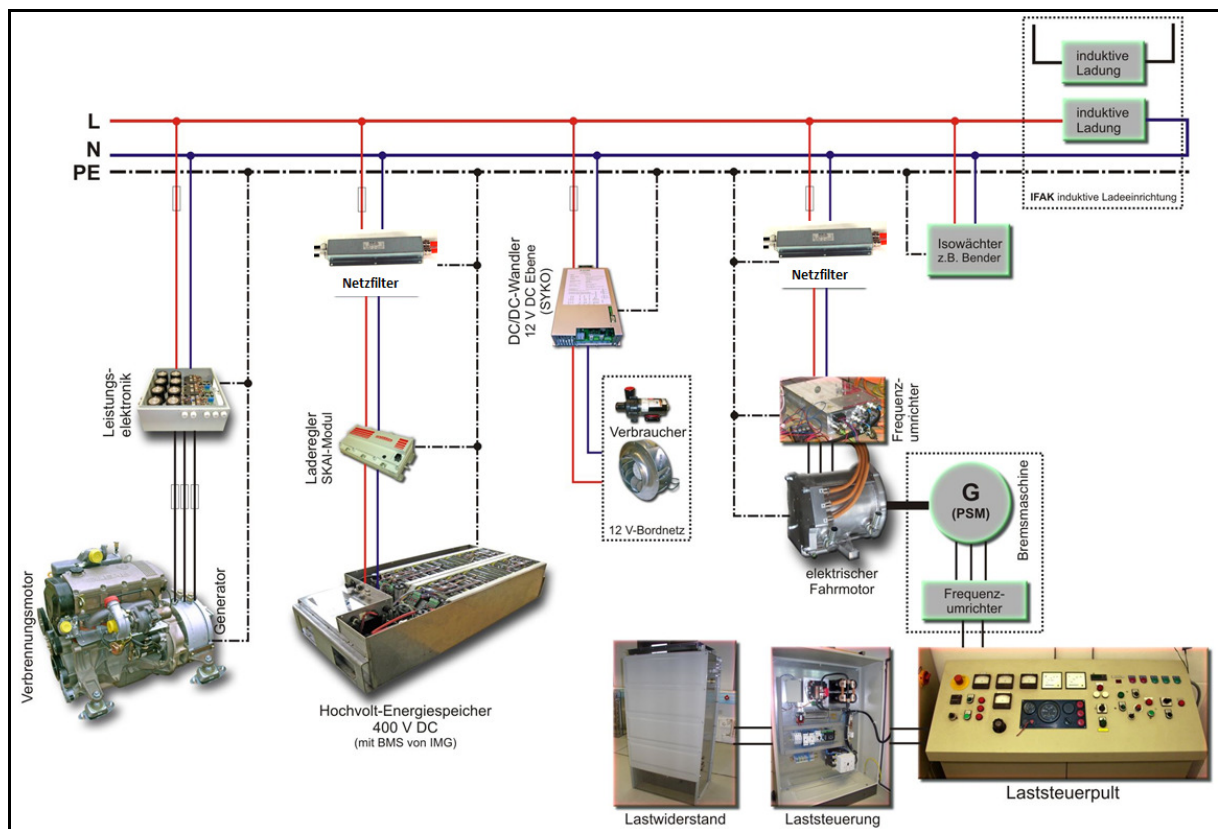 induktive
Ladung
induktive
Ladung
L
N
PE
IFAK induktive Ladeeinrichtung
Isowächter
z.B. Bender
Netzfilter
Netzfilter
DC/DC-Wandler
12 V DC Ebene
(SYKO)
Leistungs-
elektronik
Laderegler
SKAI-Modul
Verbraucher
12 V-Bordnetz
Frequenz-
umrichter
G
(PSM)
Bremsmaschine
elektrischer
Fahrmotor
Frequenz-
umrichter
Verbrennungsmotor
Generator
Hochvolt-Energiespeicher
400 V DC
(mit BMS von IMG)
Lastwiderstand
Laststeuerung
Laststeuerpult